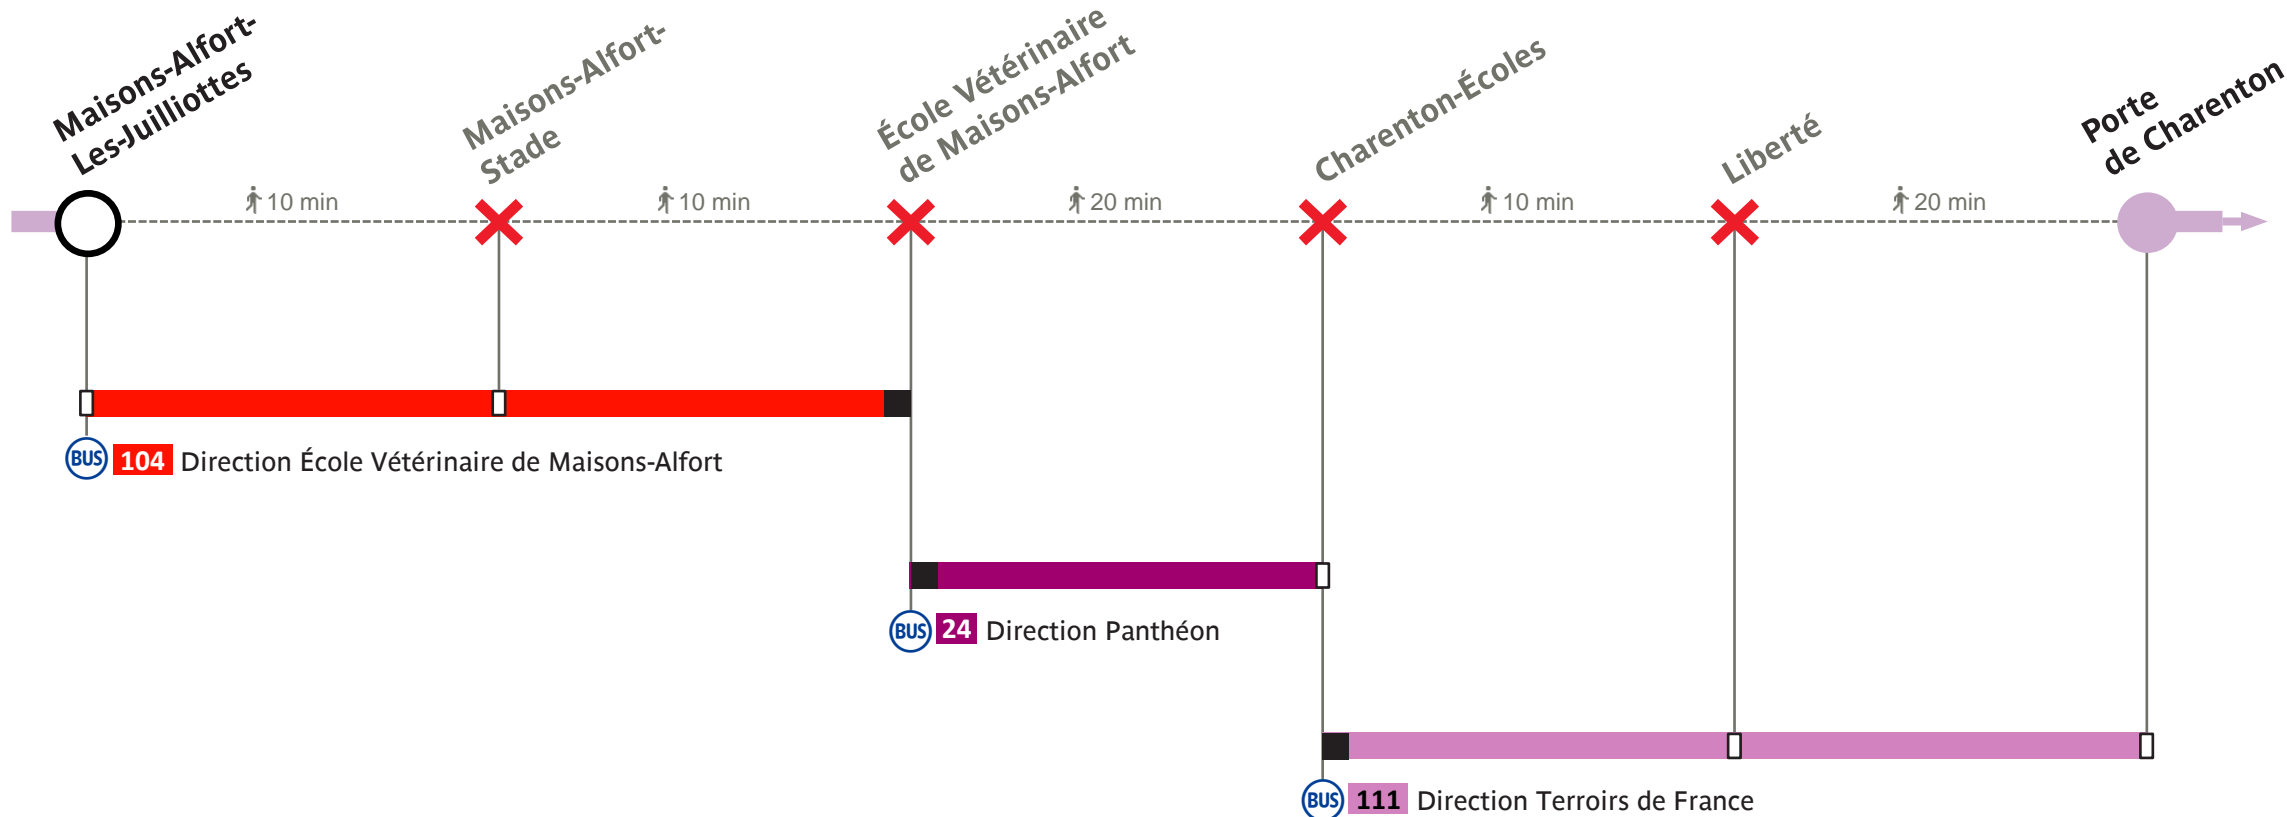 Maisons-Alfort-
Les-Juilliottes
Maisons-Alfort-
Stade
École Vétérinaire
de Maisons-Alfort
Charenton-Écoles
Liberté
Porte
de Charenton
10 min
10 min
20 min
10 min
20 min
BUS 104 Direction École Vétérinaire de Maisons-Alfort
BUS 24 Direction Panthéon
BUS 111 Direction Terroirs de France